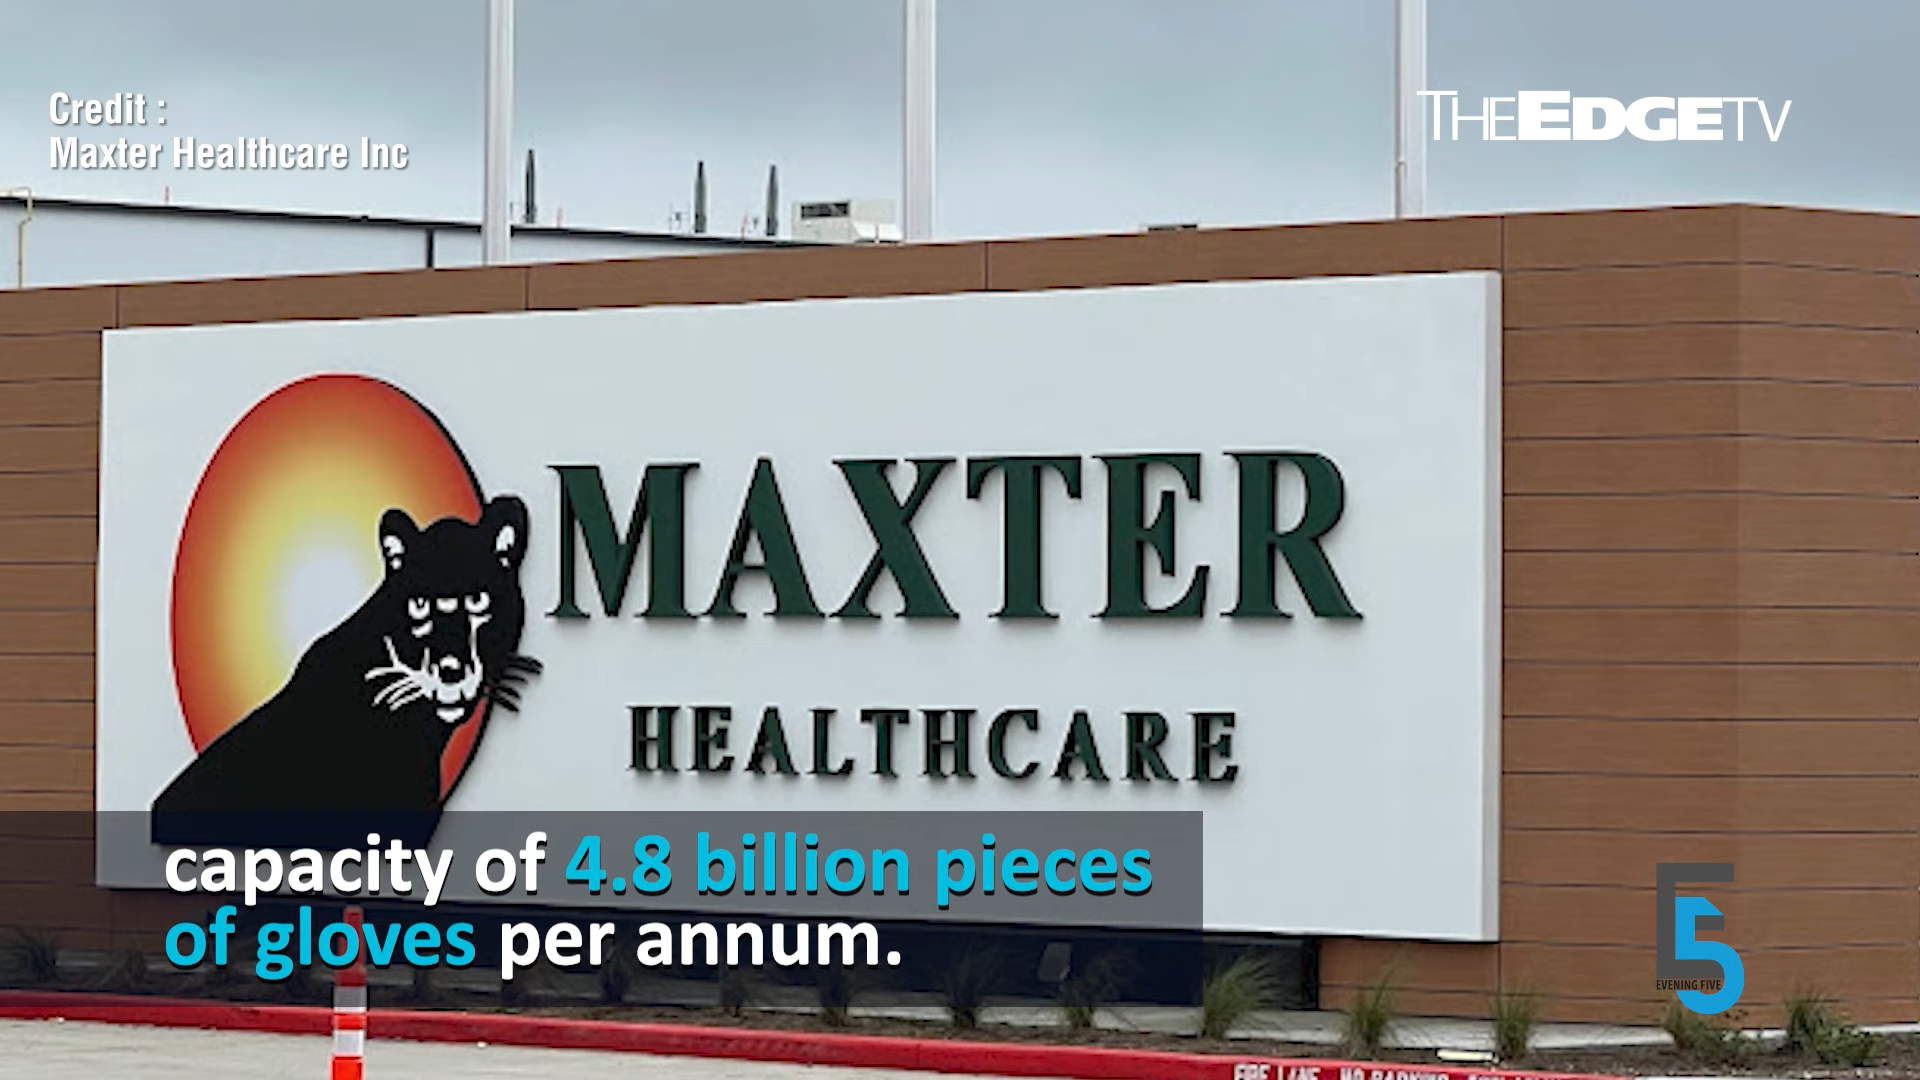 Credit :
Maxter Healthcare Inc
THEEDGETV
MAXTER
HEALTHCARE
capacity of 4.8 billion pieces
of gloves per annum.
E5
EVENING FIVE
FIRE LANE NO PARKING